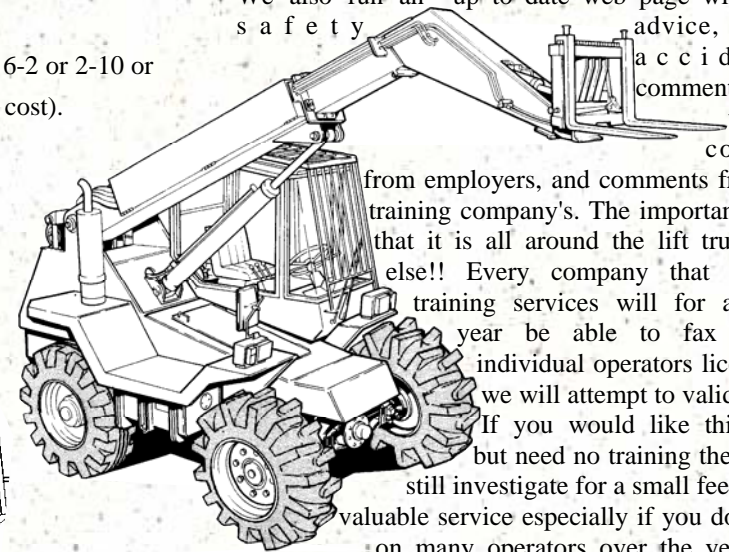 6-2 or 2-10 or
cost).
We also run an up to date web page
safety advice,
accid
comment
co
from employers, and comments
training company's. The importan
that it is all around the lift tru
else!! Every company that
training services will for a
year be able to fax
individual operators lice
we will attempt to valid
If you would like thi
but need no training the
still investigate for a small fee
valuable service especially if you do
on many operators over the ye